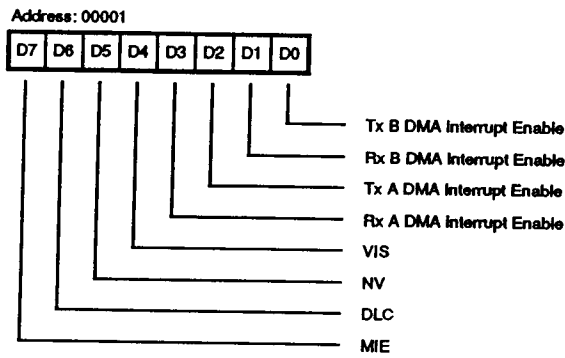 Address: 00001
D7 D6 D5 D4 D3 D2 D1 D0
Tx B DMA Interrupt Enable
Rx B DMA Interrupt Enable
Tx A DMA Interrupt Enable
Rx A DMA Interrupt Enable
VIS
NV
DLC
MIE